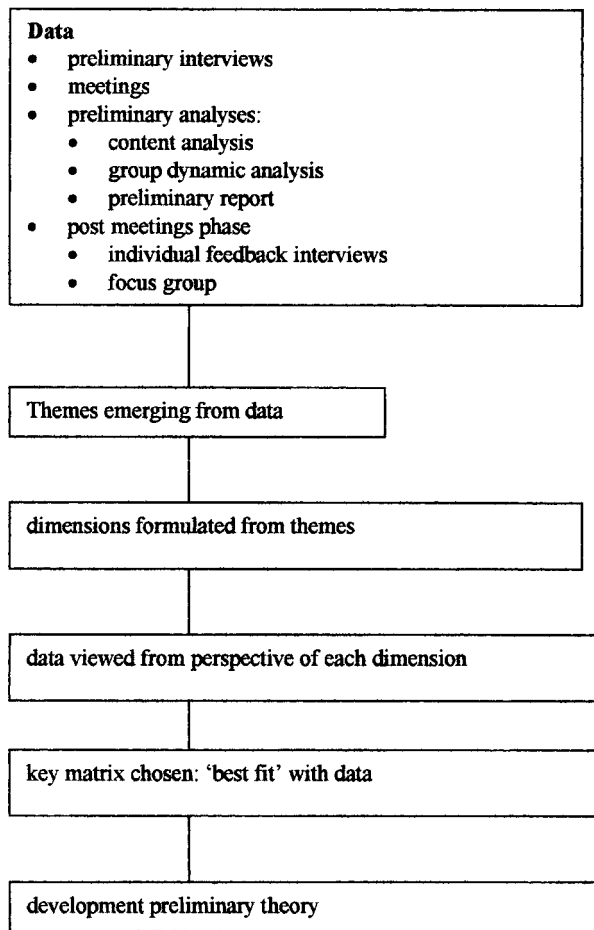 Data
• preliminary interviews
• meetings
• preliminary analyses:
• content analysis
• group dynamic analysis
• preliminary report
• post meetings phase
• individual feedback interviews
• focus group
Themes emerging from data
dimensions formulated from themes
data viewed from perspective of each dimension
key matrix chosen: ‘best fit’ with data
development preliminary theory